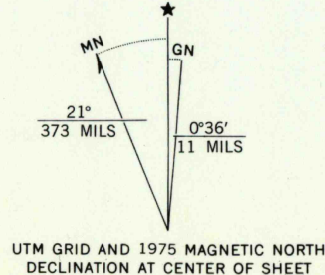 MN
GN
21°
373 MILS
0°36'
11 MILS
UTM GRID AND 1975 MAGNETIC NORTH
DECLINATION AT CENTER OF SHEET